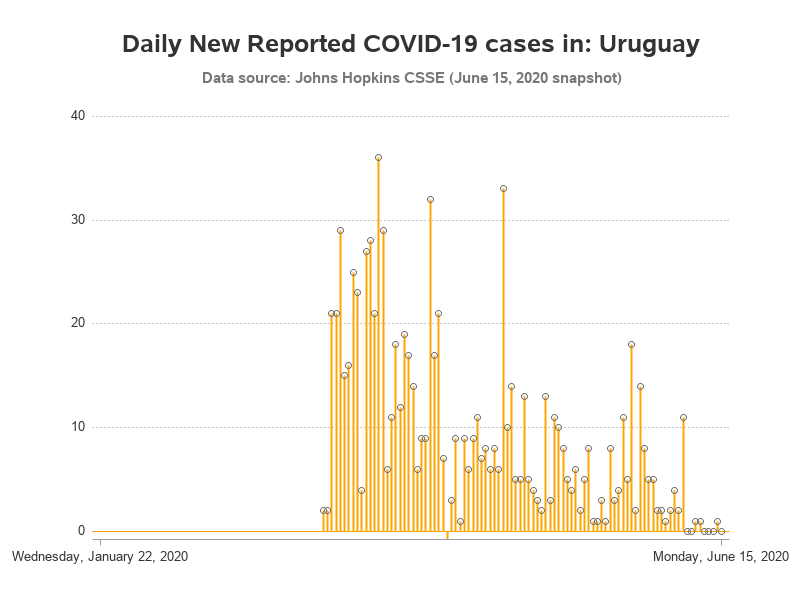 Daily New Reported COVID-19 cases in: Uruguay
Data source: Johns Hopkins CSSE (June 15, 2020 snapshot)
40
30
20
10
0
Wednesday, January 22, 2020
Monday, June 15, 2020